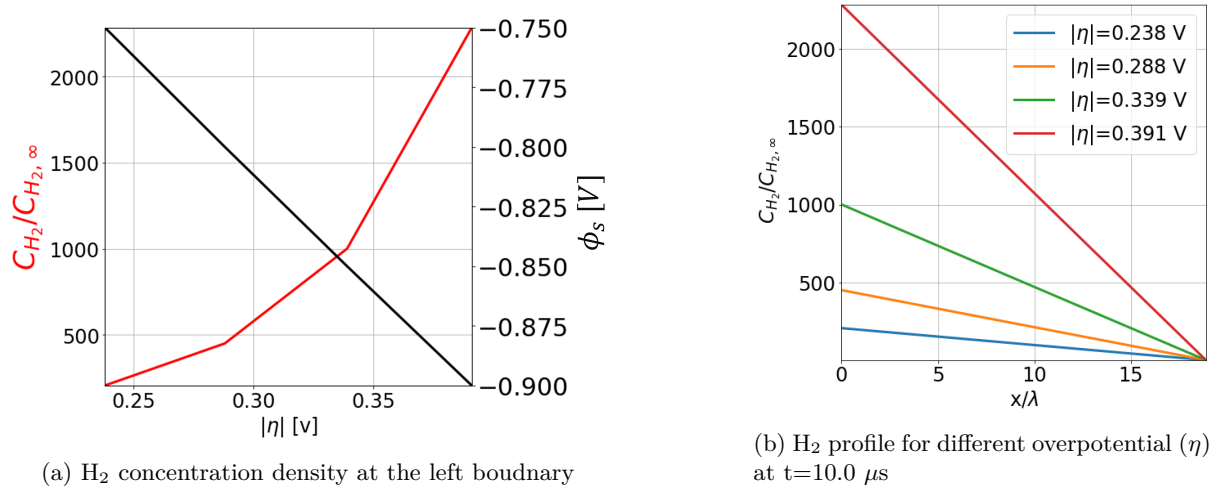 2000
1500
1000
500
C_{H_2}/C_{H_2,∞}
0.25
0.30
0.35
|η| [v]
−0.750
−0.775
−0.800
−0.825
−0.850
−0.875
−0.900
ϕ_s [V]
(a) H₂ concentration density at the left boudnary
2000
1500
1000
500
C_{H_2}/C_{H_2,∞}
0
5
10
15
x/λ
|η|=0.238 V
|η|=0.288 V
|η|=0.339 V
|η|=0.391 V
(b) H₂ profile for different overpotential (η)
at t=10.0 μs